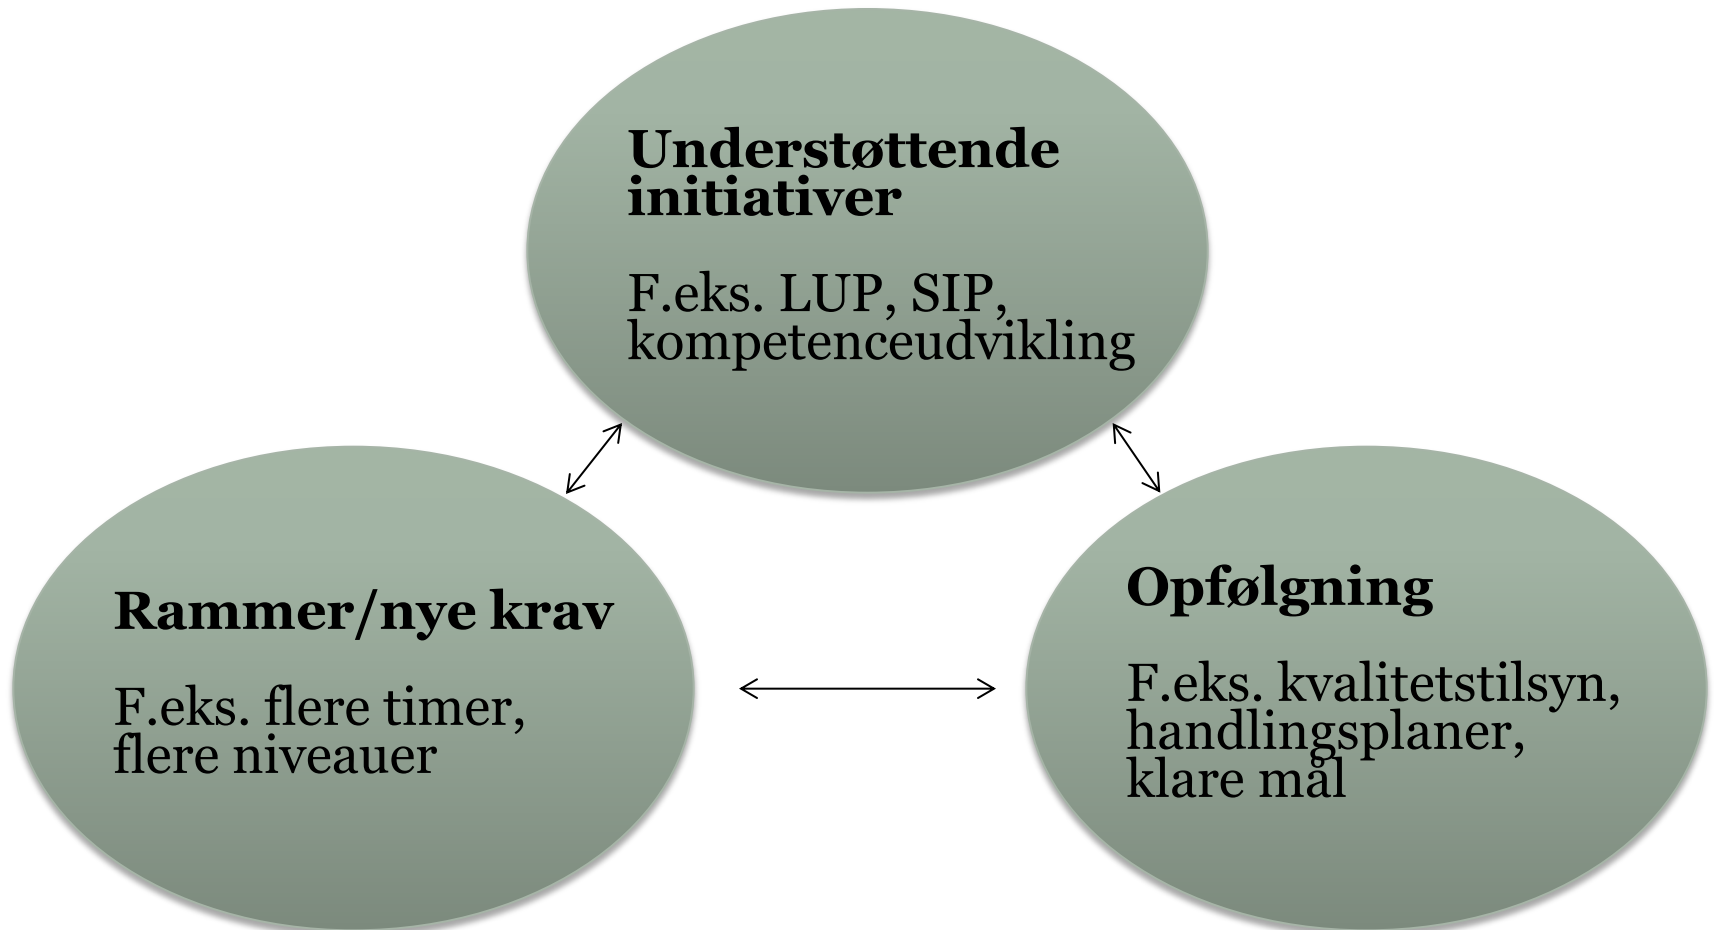 Understøttende
initiativer
F.eks. LUP, SIP,
kompetenceudvikling
Rammer/nye krav
F.eks. flere timer,
flere niveauer
Opfølgning
F.eks. kvalitetstilsyn,
handlingsplaner,
klare mål